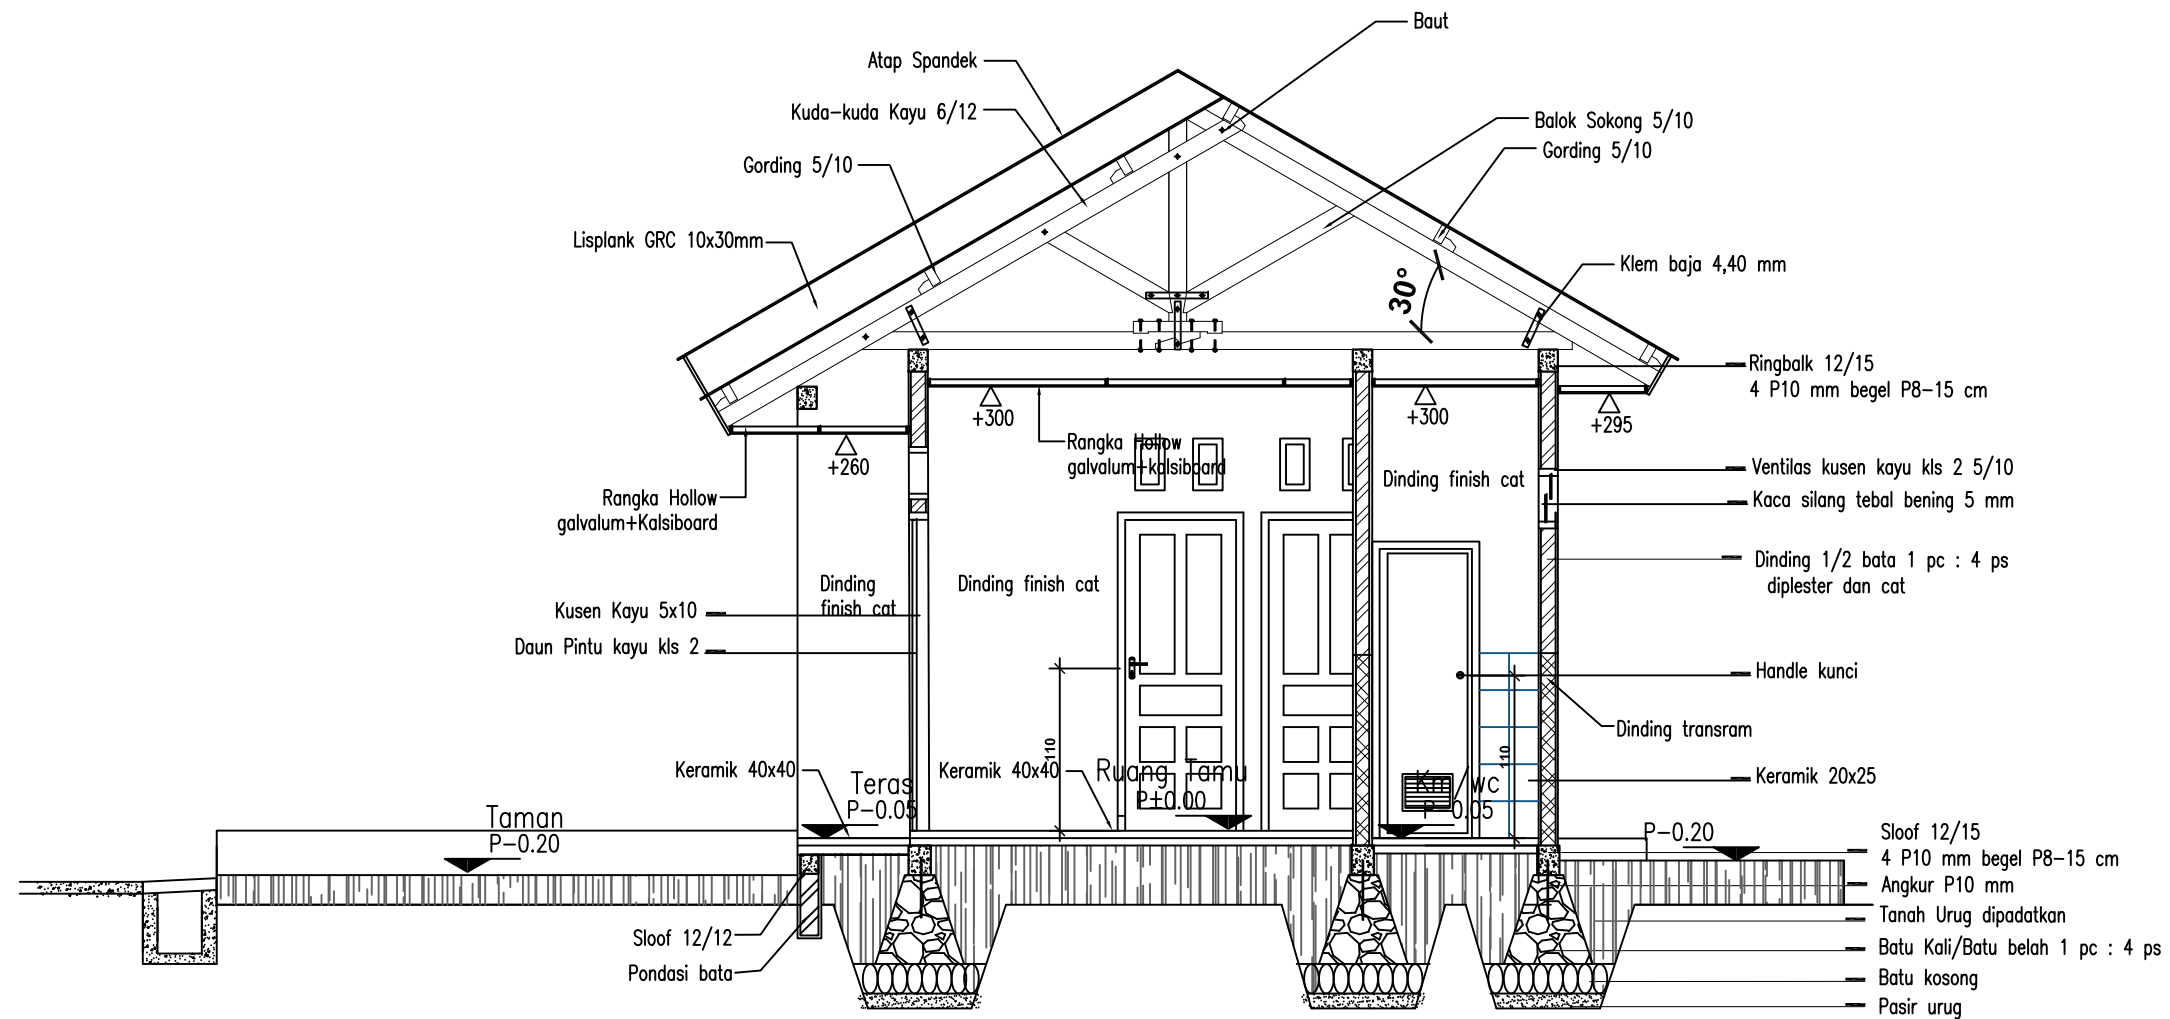 Baut
Atap Spandek
Kuda-kuda Kayu 6/12
Balok Sokong 5/10
Gording 5/10
Gording 5/10
Lisplank GRC 10x30mm
Klem baja 4,40 mm
30°
Ringbalk 12/15
4 P10 mm begel P8-15 cm
+300
+300
+295
+260
Rangka Hollow
galvalum+kalsiboard
Dinding finish cat
Ventilas kusen kayu kls 2 5/10
Rangka Hollow
galvalum+Kalsiboard
Kaca silang tebal bening 5 mm
Dinding 1/2 bata 1 pc : 4 ps
diplester dan cat
Dinding
finish cat
Dinding finish cat
Kusen Kayu 5x10
Daun Pintu kayu kls 2
Handle kunci
Dinding transram
110
110
Keramik 40x40
Teras
P-0.05
Keramik 40x40
Ruang Tamu
P±0.00
Km WC
P-0.05
Keramik 20x25
Taman
P-0.20
P-0.20
Sloof 12/15
4 P10 mm begel P8-15 cm
Angkur P10 mm
Tanah Urug dipadatkan
Sloof 12/12
Pondasi bata
Batu Kali/Batu belah 1 pc : 4 ps
Batu kosong
Pasir urug